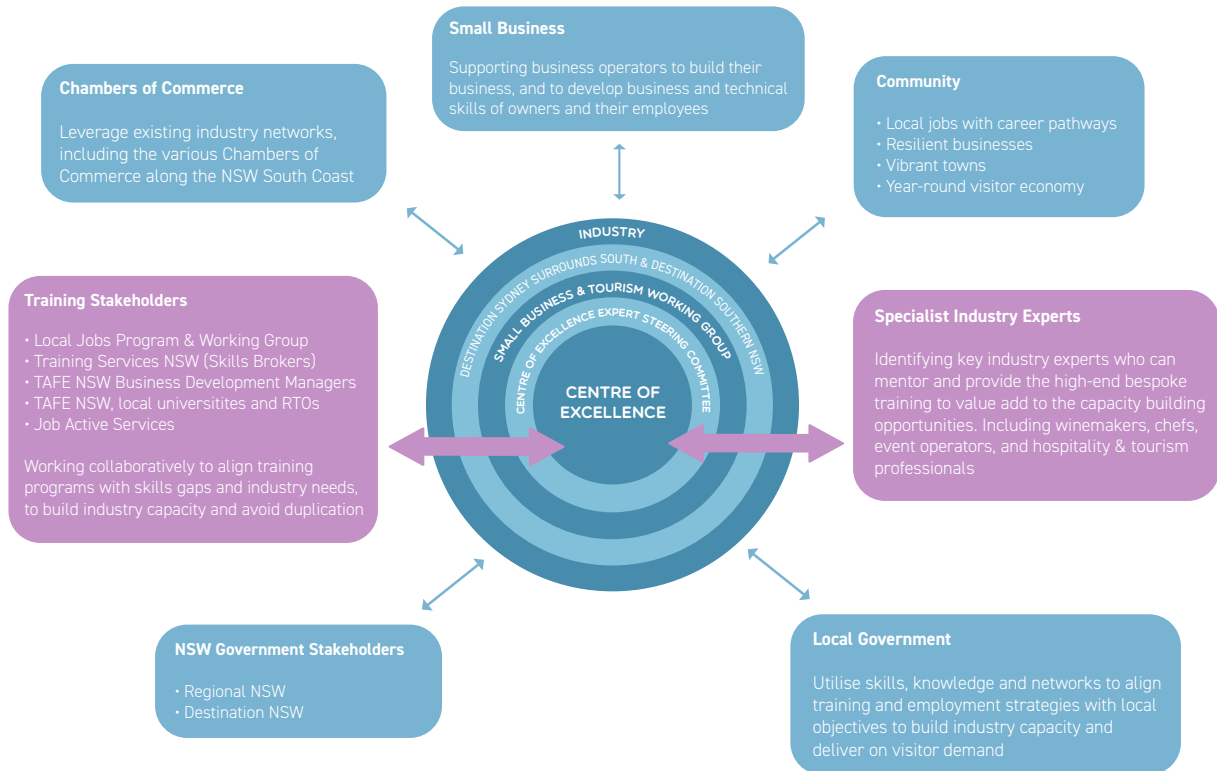 Small Business
Supporting business operators to build their
business, and to develop business and technical
skills of owners and their employees
Chambers of Commerce
Leverage existing industry networks,
including the various Chambers of
Commerce along the NSW South Coast
Community
• Local jobs with career pathways
• Resilient businesses
• Vibrant towns
• Year-round visitor economy
INDUSTRY
DESTINATION SYDNEY SURROUNDS SOUTH & DESTINATION SOUTHERN NSW
SMALL BUSINESS & TOURISM WORKING GROUP
CENTRE OF EXCELLENCE EXPERT STEERING COMMITTEE
CENTRE OF
EXCELLENCE
Training Stakeholders
• Local Jobs Program & Working Group
• Training Services NSW (Skills Brokers)
• TAFE NSW Business Development Managers
• TAFE NSW, local universitites and RTOs
• Job Active Services
Working collaboratively to align training
programs with skills gaps and industry needs,
to build industry capacity and avoid duplication
Specialist Industry Experts
Identifying key industry experts who can
mentor and provide the high-end bespoke
training to value add to the capacity building
opportunities. Including winemakers, chefs,
event operators, and hospitality & tourism
professionals
NSW Government Stakeholders
• Regional NSW
• Destination NSW
Local Government
Utilise skills, knowledge and networks to align
training and employment strategies with local
objectives to build industry capacity and
deliver on visitor demand